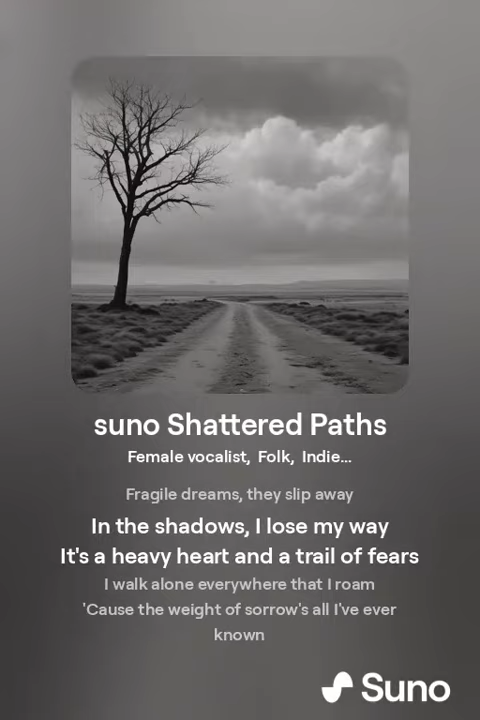 suno Shattered Paths
Female vocalist, Folk, Indie...
Fragile dreams, they slip away
In the shadows, I lose my way
It's a heavy heart and a trail of fears
I walk alone everywhere that I roam
'Cause the weight of sorrow's all I've ever
known
Suno